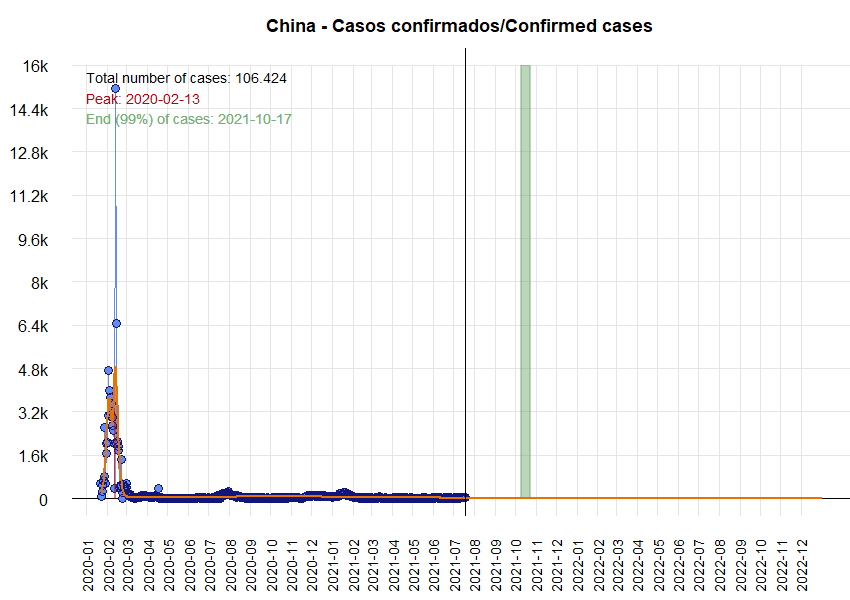 China - Casos confirmados/Confirmed cases
16k
14.4k
12.8k
11.2k
9.6k
8k
6.4k
4.8k
3.2k
1.6k
0
Total number of cases: 106.424
Peak: 2020-02-13
End (99%) of cases: 2021-10-17
2020-01
2020-02
2020-03
2020-04
2020-05
2020-06
2020-07
2020-08
2020-09
2020-10
2020-11
2020-12
2021-01
2021-02
2021-03
2021-04
2021-05
2021-06
2021-07
2021-08
2021-09
2021-10
2021-11
2021-12
2022-01
2022-02
2022-03
2022-04
2022-05
2022-06
2022-07
2022-08
2022-09
2022-10
2022-11
2022-12